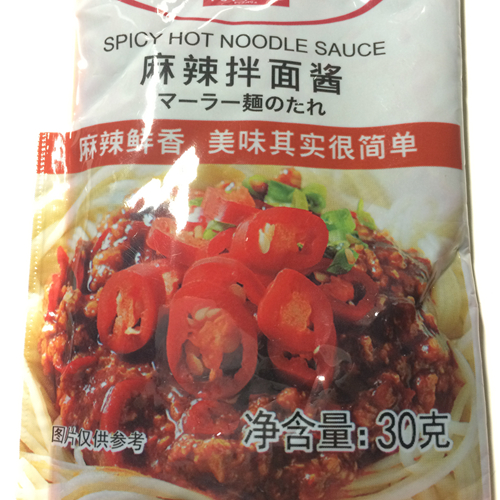 SPICY HOT NOODLE SAUCE
麻辣拌面酱
マーラー麺のたれ
麻辣鲜香 美味其实很简单
净含量:30克
图片仅供参考